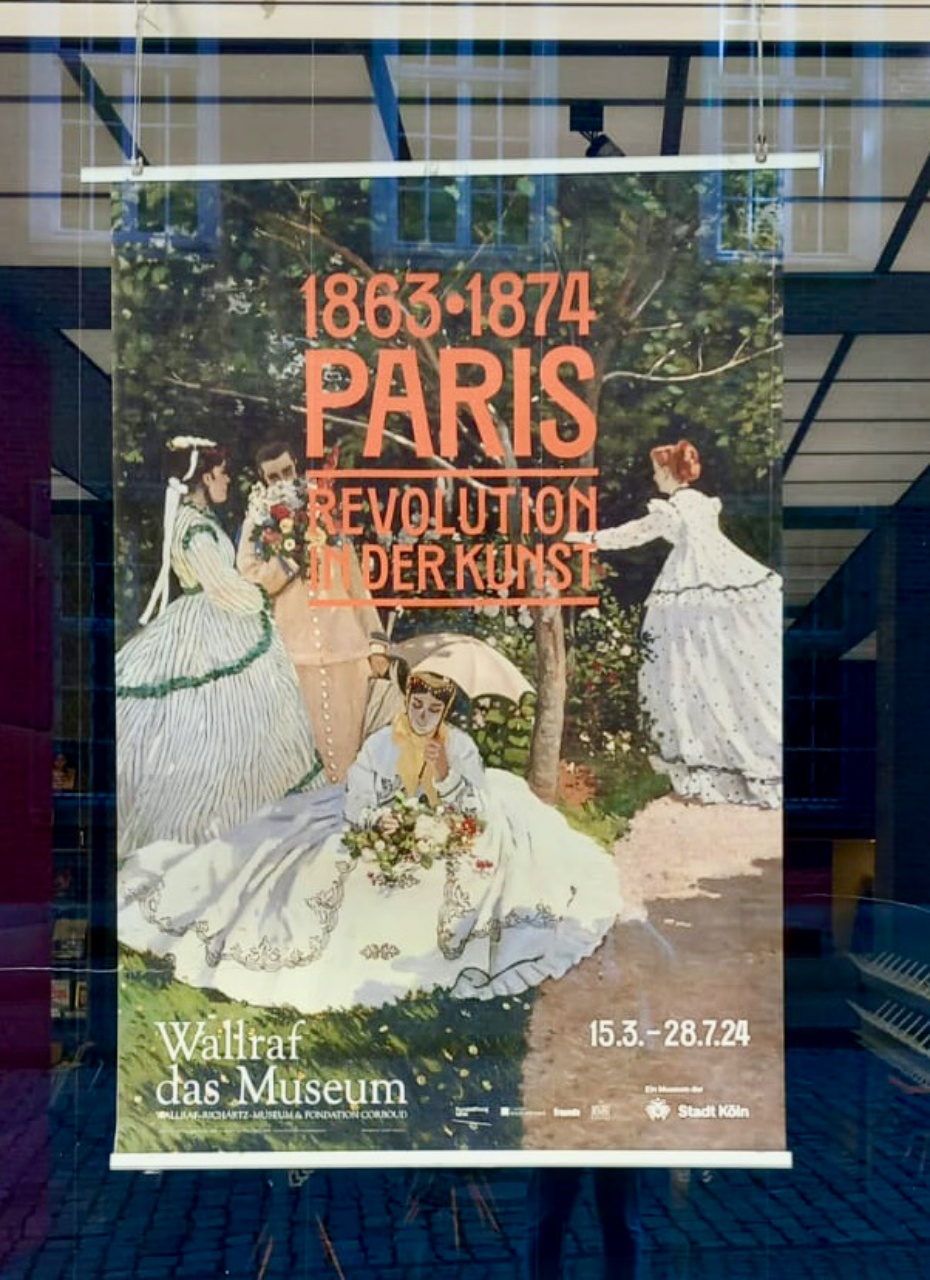 1863•1874
PARIS
REVOLUTION
IN DER KUNST
Wallraf
das Museum
WALLRAF-RICHARTZ-MUSEUM & FONDATION CORBOUD
15.3.–28.7.24
Ein Museum der
Stadt Köln
freunde